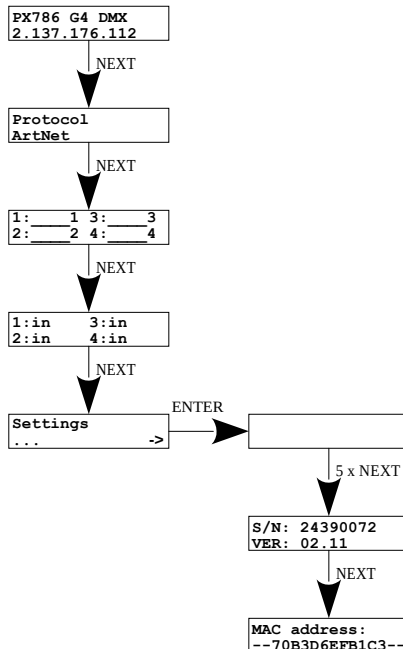 PX786 G4 DMX
2.137.176.112
NEXT
Protocol
ArtNet
NEXT
1:____1 3:____3
2:____2 4:____4
NEXT
1:in 3:in
2:in 4:in
NEXT
Settings
... ->
ENTER
5 x NEXT
S/N: 24390072
VER: 02.11
NEXT
MAC address:
--70B3D6EFB1C3--